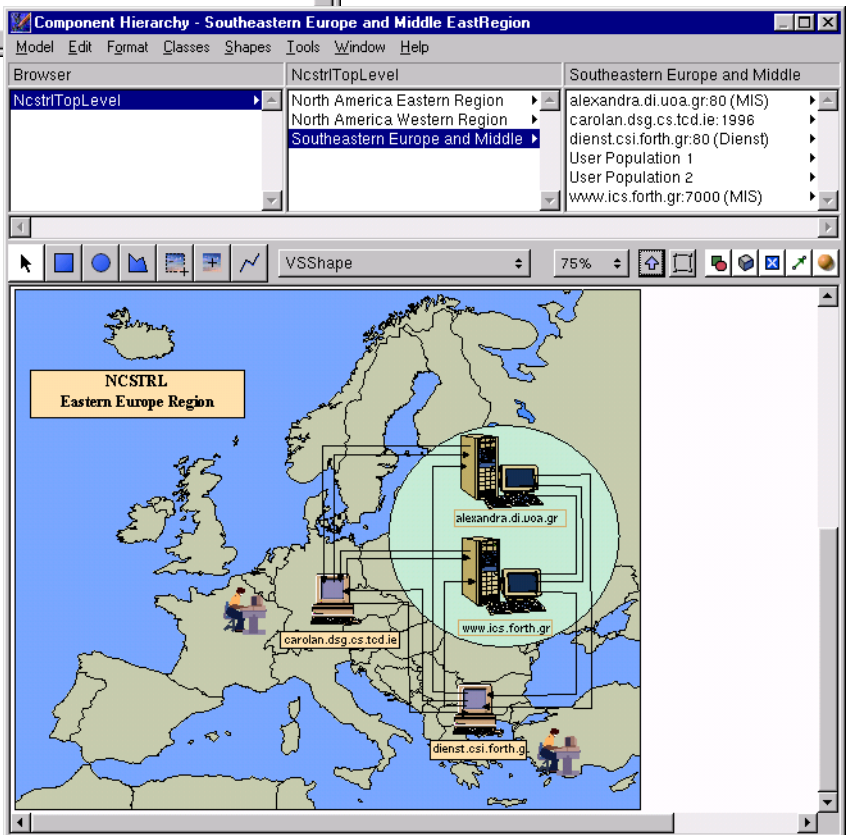 Component Hierarchy - Southeastern Europe and Middle EastRegion
Model Edit Format Classes Shapes Tools Window Help
Browser
NcstrlTopLevel
Southeastern Europe and Middle
NcstrlTopLevel
North America Eastern Region
North America Western Region
Southeastern Europe and Middle
alexandra.di.uoa.gr:80 (MIS)
carolan.dsg.cs.tcd.ie:1996
dienst.csi.forth.gr:80 (Dienst)
User Population 1
User Population 2
www.ics.forth.gr:7000 (MIS)
VSShape
75%
NCSTRL
Eastern Europe Region
alexandra.di.uoa.gr
www.ics.forth.gr
carolan.dsg.cs.tcd.ie
dienst.csi.forth.g